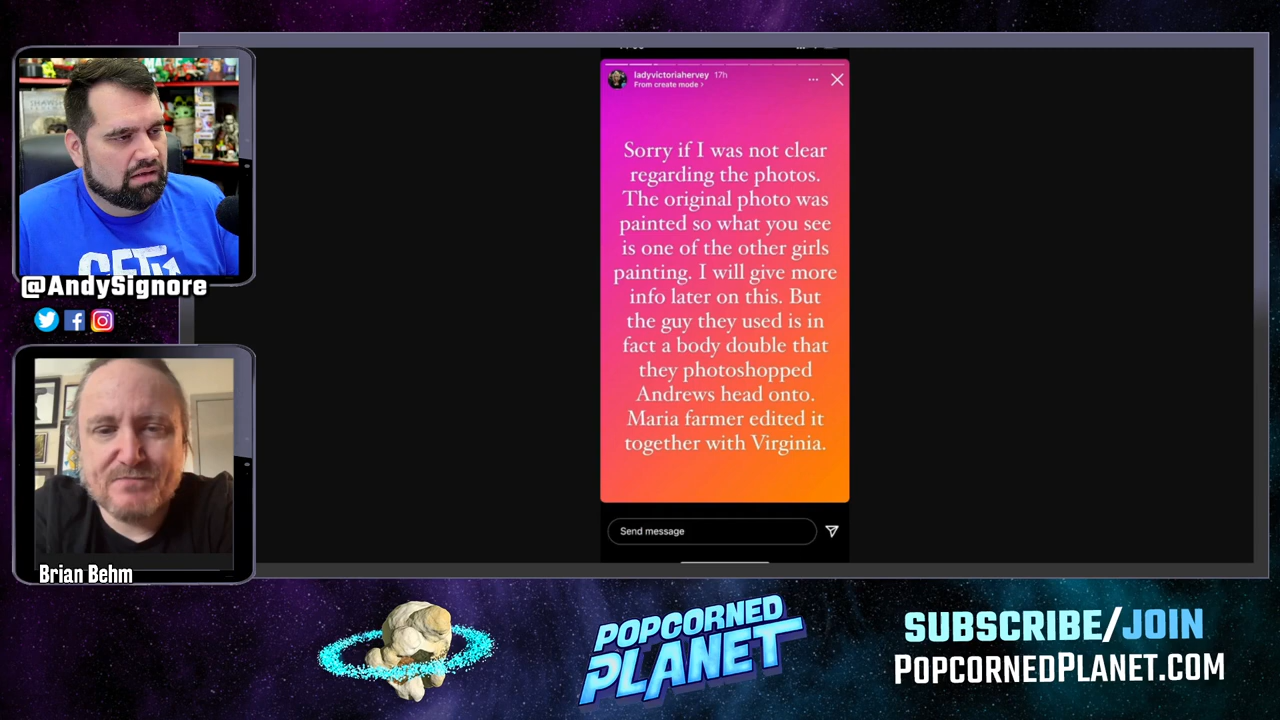 ladyvictoriahervey 17h
From create mode >
Sorry if I was not clear
regarding the photos.
The original photo was
painted so what you see
is one of the other girls
painting. I will give more
info later on this. But
the guy they used is in
fact a body double that
they photoshopped
Andrews head onto.
Maria farmer edited it
together with Virginia.
Send message
@AndySignore
Brian Behm
POPCORNED
PLANET
SUBSCRIBE/JOIN
POPCORNEDPLANET.COM